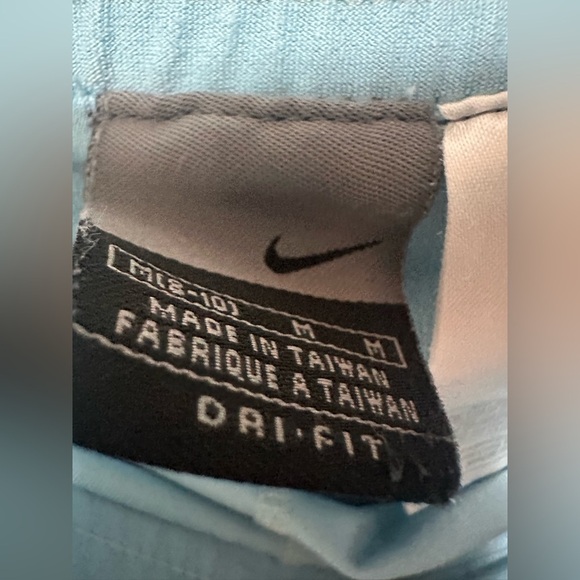 M(8-10) M M
MADE IN TAIWAN
FABRIQUE A TAIWAN
DRI·FIT